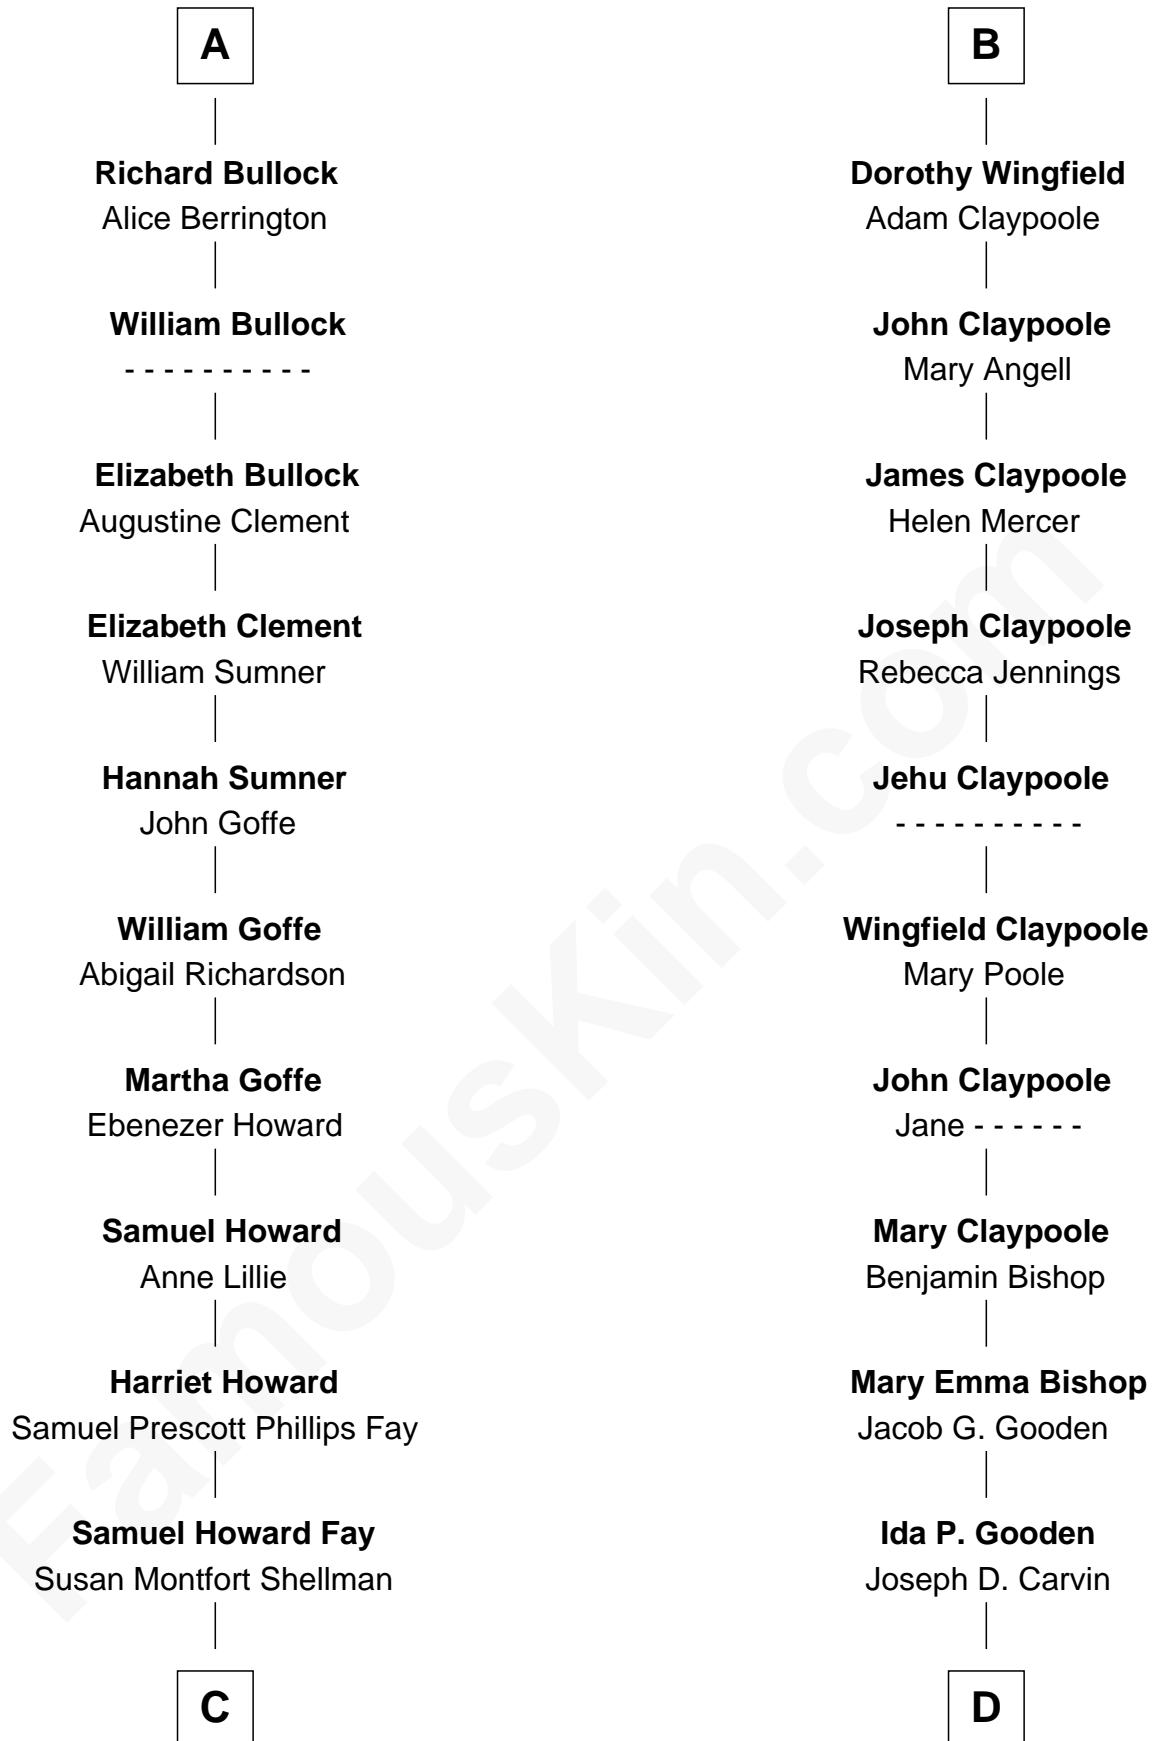 A
Richard Bullock
Alice Berrington
William Bullock
- - - - - - - - - -
Elizabeth Bullock
Augustine Clement
Elizabeth Clement
William Sumner
Hannah Sumner
John Goffe
William Goffe
Abigail Richardson
Martha Goffe
Ebenezer Howard
Samuel Howard
Anne Lillie
Harriet Howard
Samuel Prescott Phillips Fay
Samuel Howard Fay
Susan Montfort Shellman
C
B
Dorothy Wingfield
Adam Claypoole
John Claypoole
Mary Angell
James Claypoole
Helen Mercer
Joseph Claypoole
Rebecca Jennings
Jehu Claypoole
- - - - - - - - - -
Wingfield Claypoole
Mary Poole
John Claypoole
Jane - - - - - -
Mary Claypoole
Benjamin Bishop
Mary Emma Bishop
Jacob G. Gooden
Ida P. Gooden
Joseph D. Carvin
D
FamousKin.com